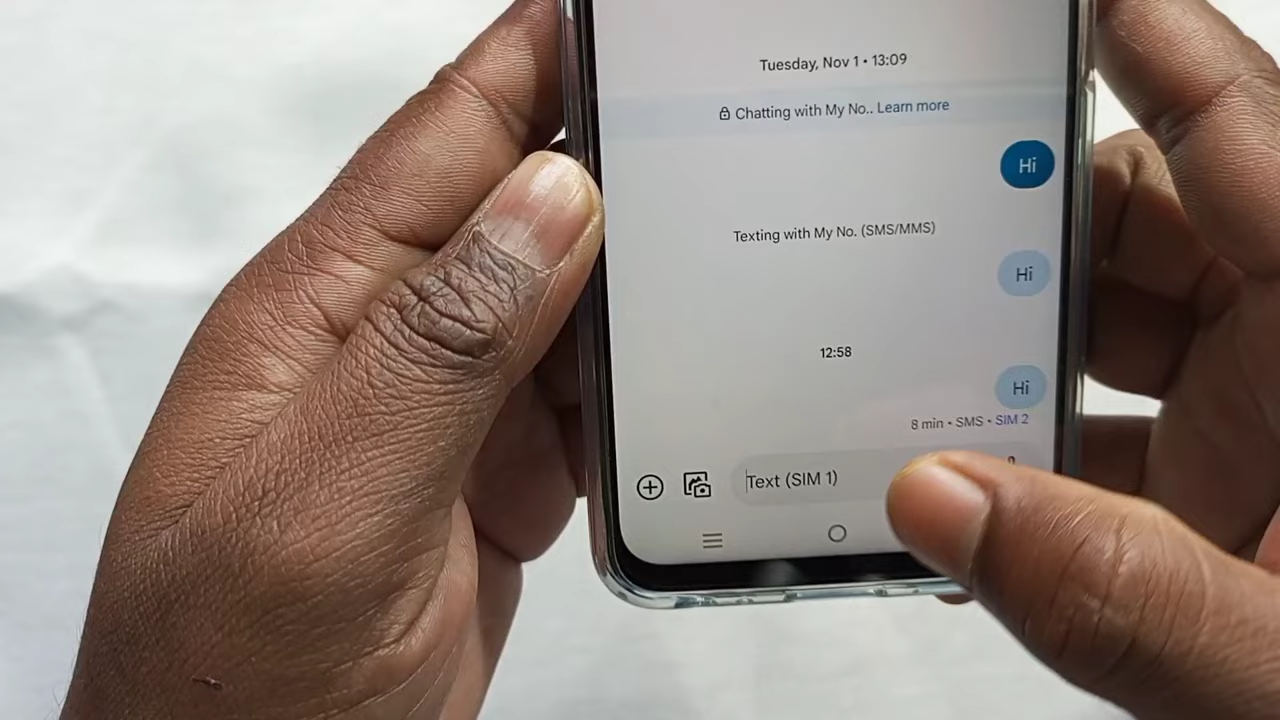 Tuesday, Nov 1 • 13:09
Chatting with My No.. Learn more
Hi
Texting with My No. (SMS/MMS)
Hi
12:58
Hi
8 min • SMS • SIM 2
Text (SIM 1)